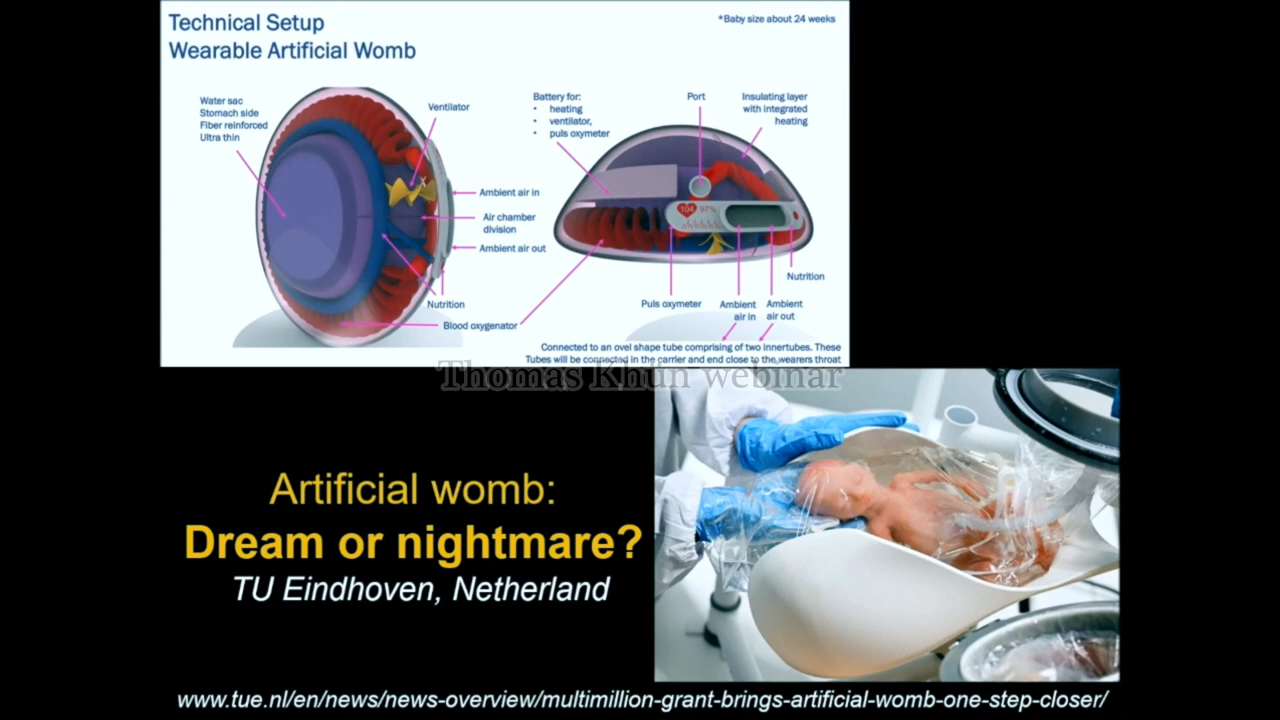 Technical Setup
Wearable Artificial Womb
*Baby size about 24 weeks
Water sac
Stomach side
Fiber reinforced
Ultra thin
Ventilator
Ambient air in
Air chamber
division
Ambient air out
Nutrition
Blood oxygenator
Battery for:
• heating
• ventilator,
• puls oxymeter
Port
Insulating layer
with integrated
heating
104 97%
Nutrition
Puls oxymeter
Ambient
air in
Ambient
air out
Connected to an ovel shape tube comprising of two innertubes. These
Tubes will be connected in the carrier and end close to the wearers throat
Thomas Khun webinar
Artificial womb:
Dream or nightmare?
TU Eindhoven, Netherland
www.tue.nl/en/news/news-overview/multimillion-grant-brings-artificial-womb-one-step-closer/